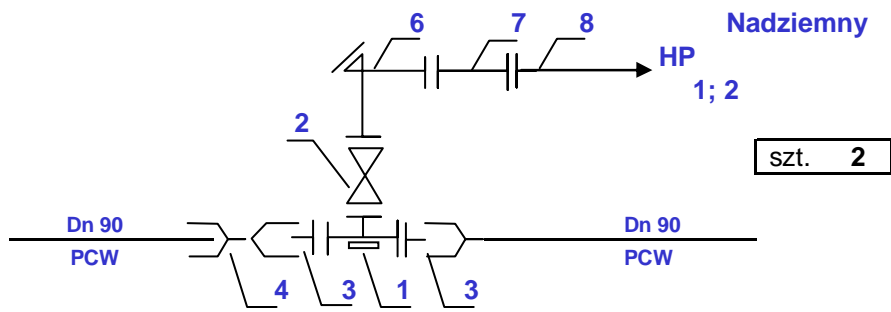 6 7 8 Nadziemny
HP
1; 2
2
szt. 2
Dn 90 Dn 90
PCW PCW
4 3 1 3